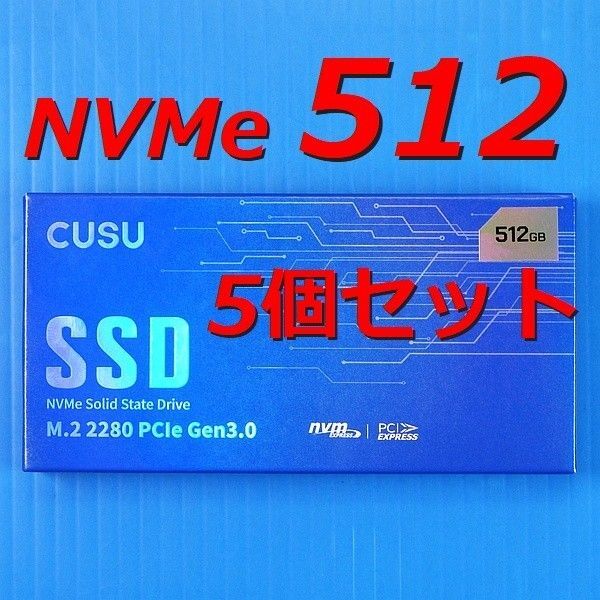 NVMe 512
CUSU
512GB
5個セット
SSD
NVMe Solid State Drive
M.2 2280 PCIe Gen3.0
nvm EXPRESS
PCI EXPRESS